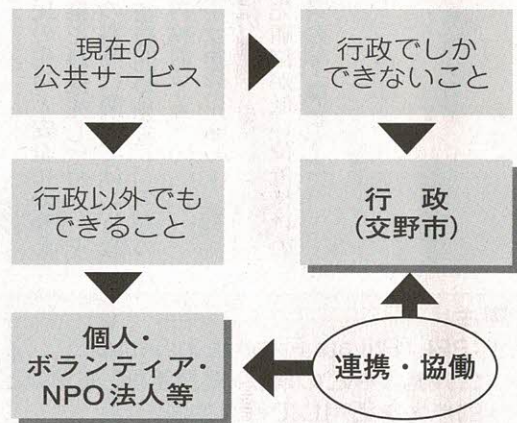 現在の
公共サービス
行政でしか
できないこと
行政以外でも
できること
行　政
(交野市)
個人・
ボランティア・
NPO法人等
連携・協働